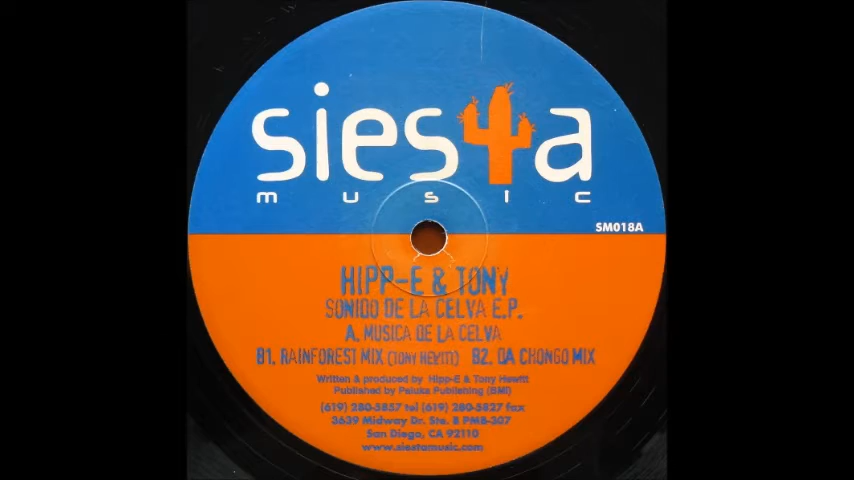 siesta
music
SM018A
HIPP-E & TONY
SONIDO DE LA CELVA E.P.
A. MUSICA DE LA CELVA
B1. RAINFOREST MIX (TONY HEWITT) B2. DA CHONGO MIX
Written & produced by Hipp-E & Tony Hewitt
Published by Paluka Publishing (BMI)
(619) 280-5857 tel (619) 280-5827 fax
3639 Midway Dr. Ste. B PMB-307
San Diego, CA 92110
www.siestamusic.com